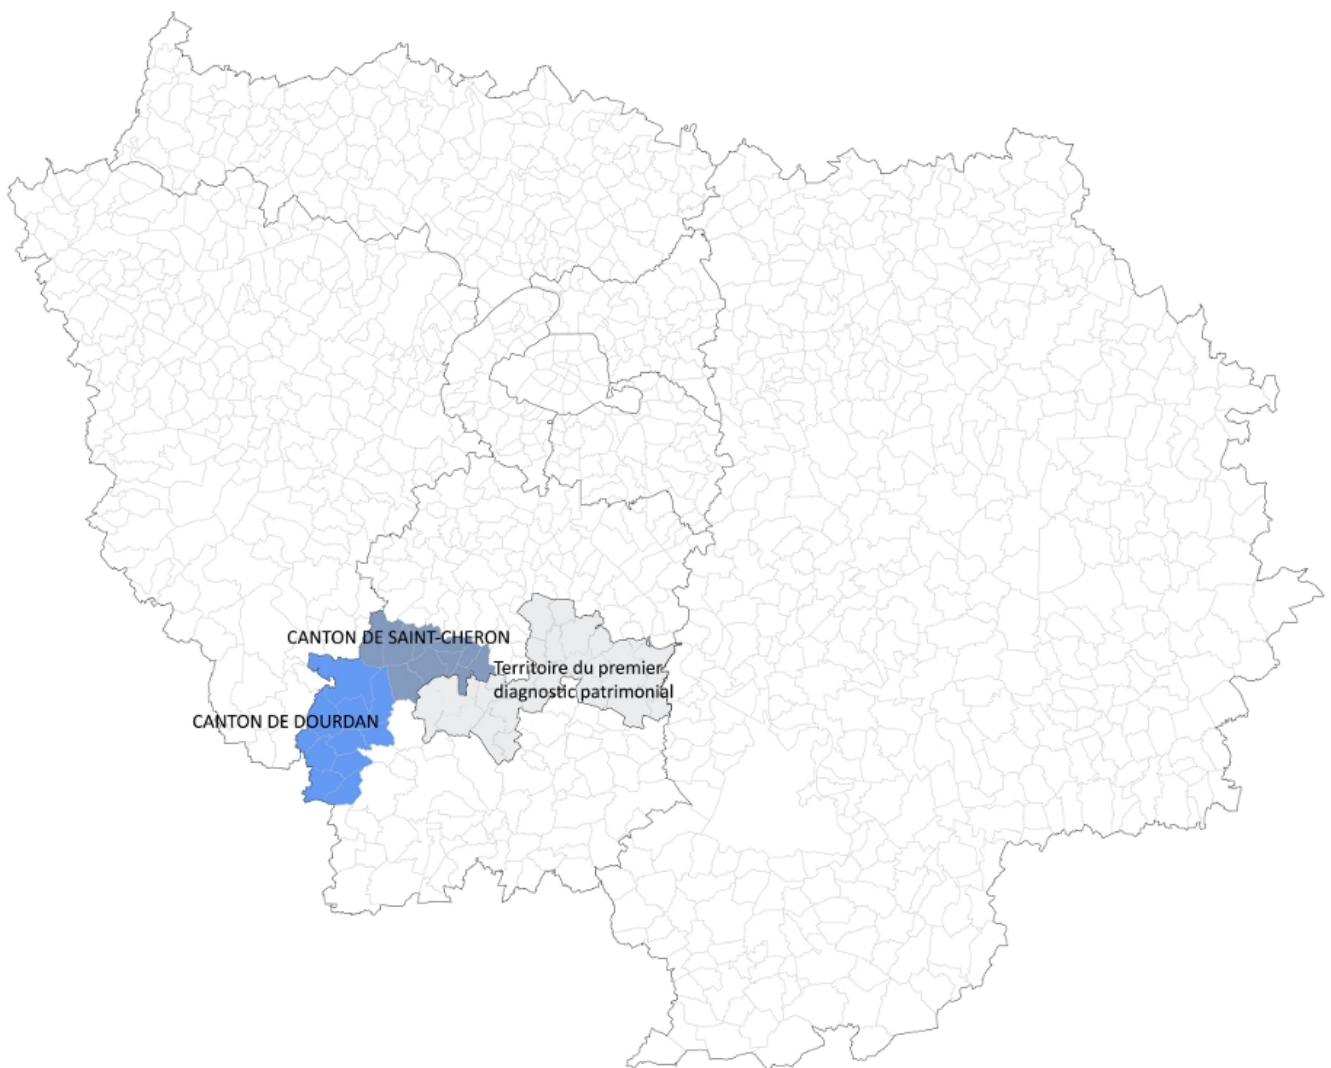 CANTON DE SAINT-CHERON
Territoire du premier
diagnostic patrimonial
CANTON DE DOURDAN